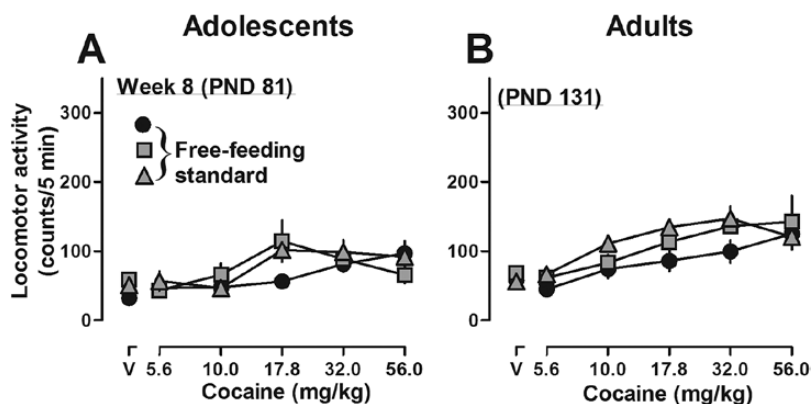 Adolescents
Adults
A
B
Week 8 (PND 81)
(PND 131)
Locomotor activity
(counts/5 min)
300
200
100
0
Free-feeding
standard
300
200
100
0
V 5.6 10.0 17.8 32.0 56.0
Cocaine (mg/kg)
V 5.6 10.0 17.8 32.0 56.0
Cocaine (mg/kg)